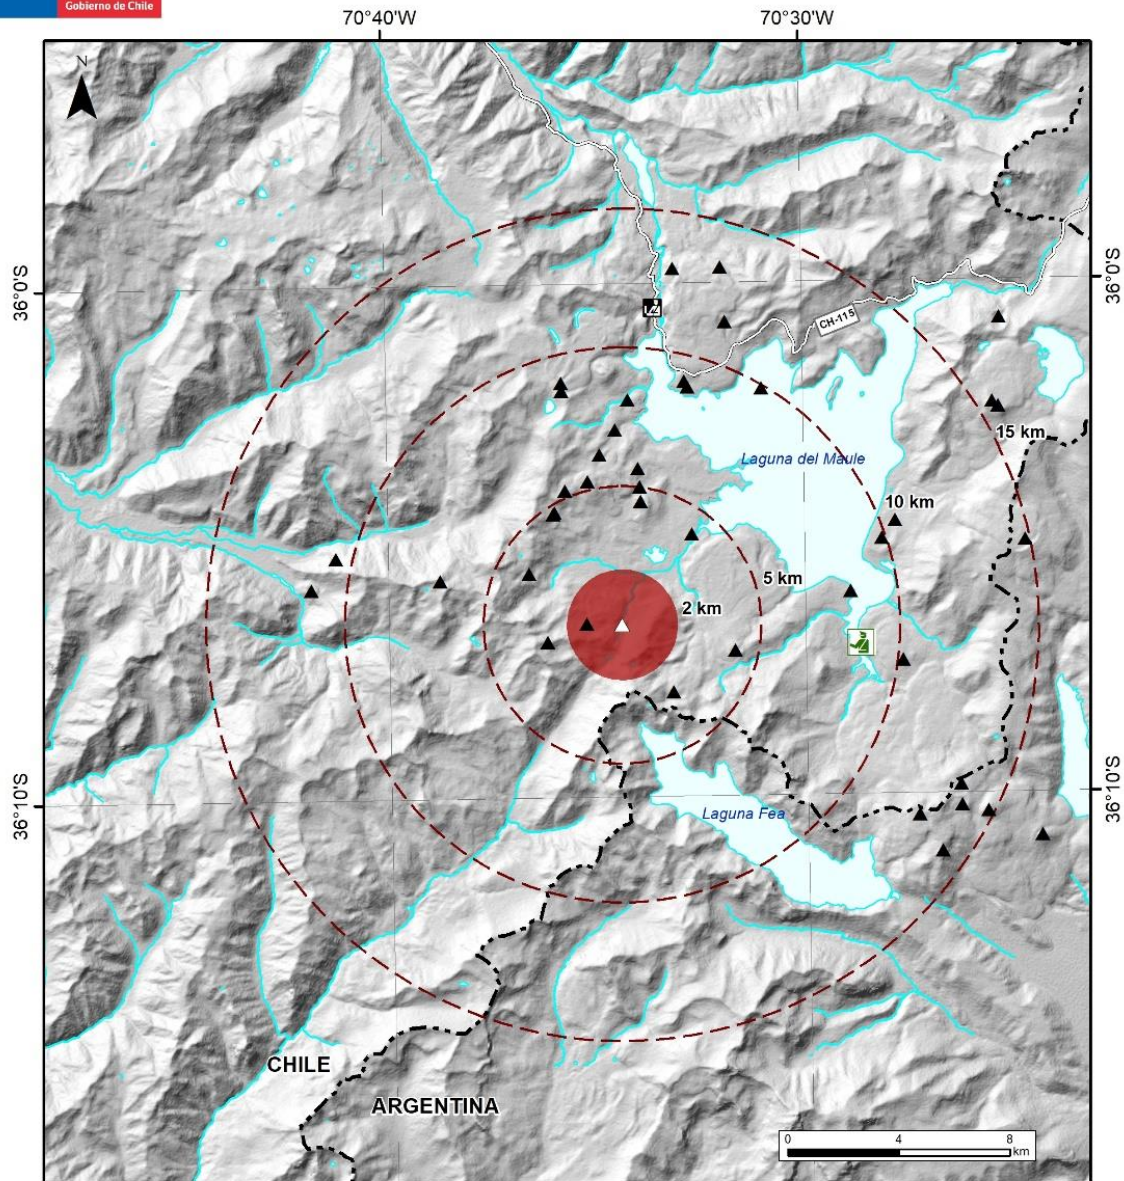 Gobierno de Chile
70°40'W
70°30'W
N
36°0'S
36°0'S
CH-115
15 km
Laguna del Maule
10 km
5 km
2 km
36°10'S
36°10'S
Laguna Fea
CHILE
ARGENTINA
0 4 8
km